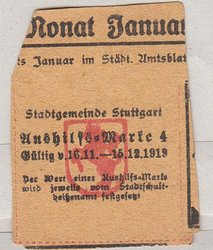 Monat Januar
es Januar im Städt. Amtsblat
Stadtgemeinde Stuttgart
Aushilfs-Marke 4
Gültig v. 16.11.—15.12.1919
Der Wert einer Aushilfs-Marke
wird jeweils vom Stadtschult-
heißenamt festgesetzt